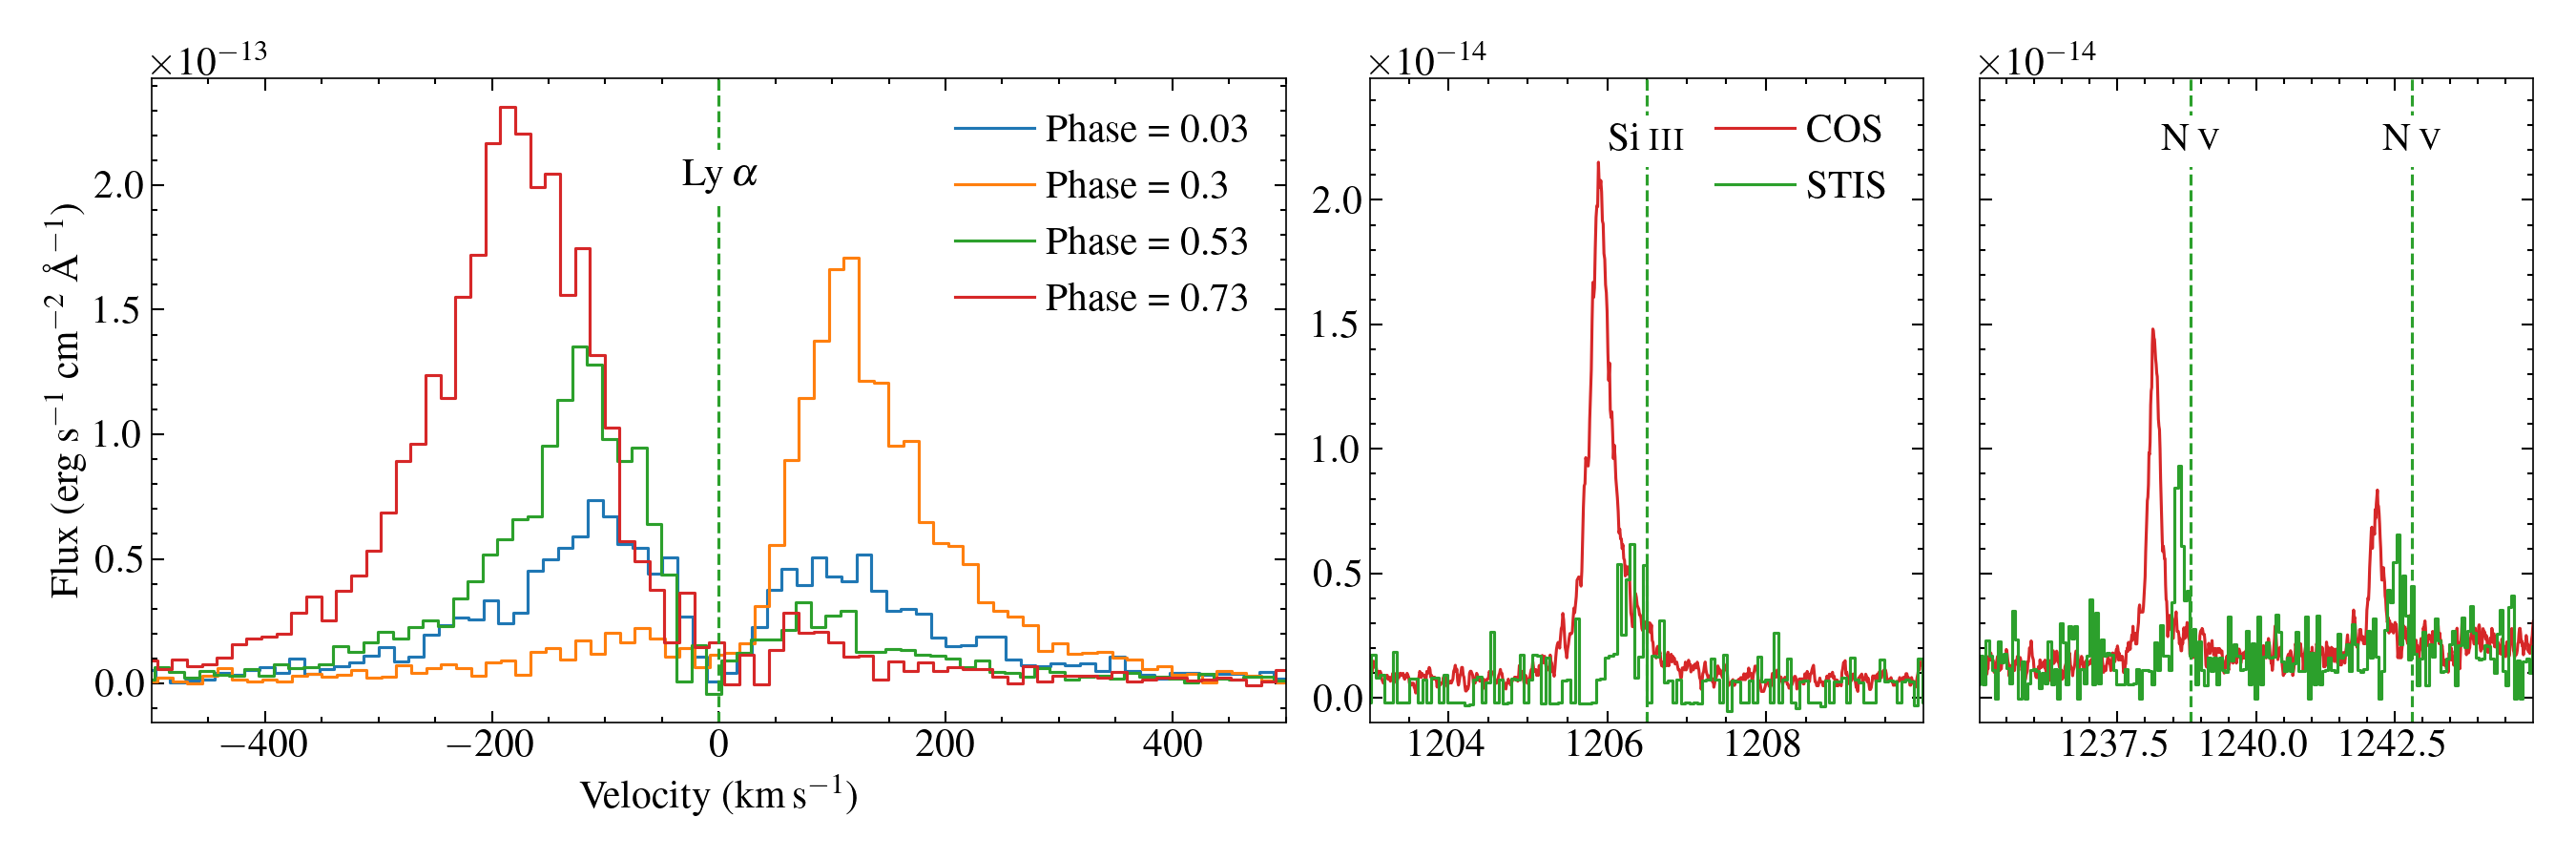 ×10⁻¹³
Flux (erg s⁻¹ cm⁻² Å⁻¹)
2.0
1.5
1.0
0.5
0.0
Ly α
Phase = 0.03
Phase = 0.3
Phase = 0.53
Phase = 0.73
−400
−200
0
200
400
Velocity (km s⁻¹)
×10⁻¹⁴
2.0
1.5
1.0
0.5
0.0
Si III
COS
STIS
1204
1206
1208
×10⁻¹⁴
N V
N V
1237.5
1240.0
1242.5